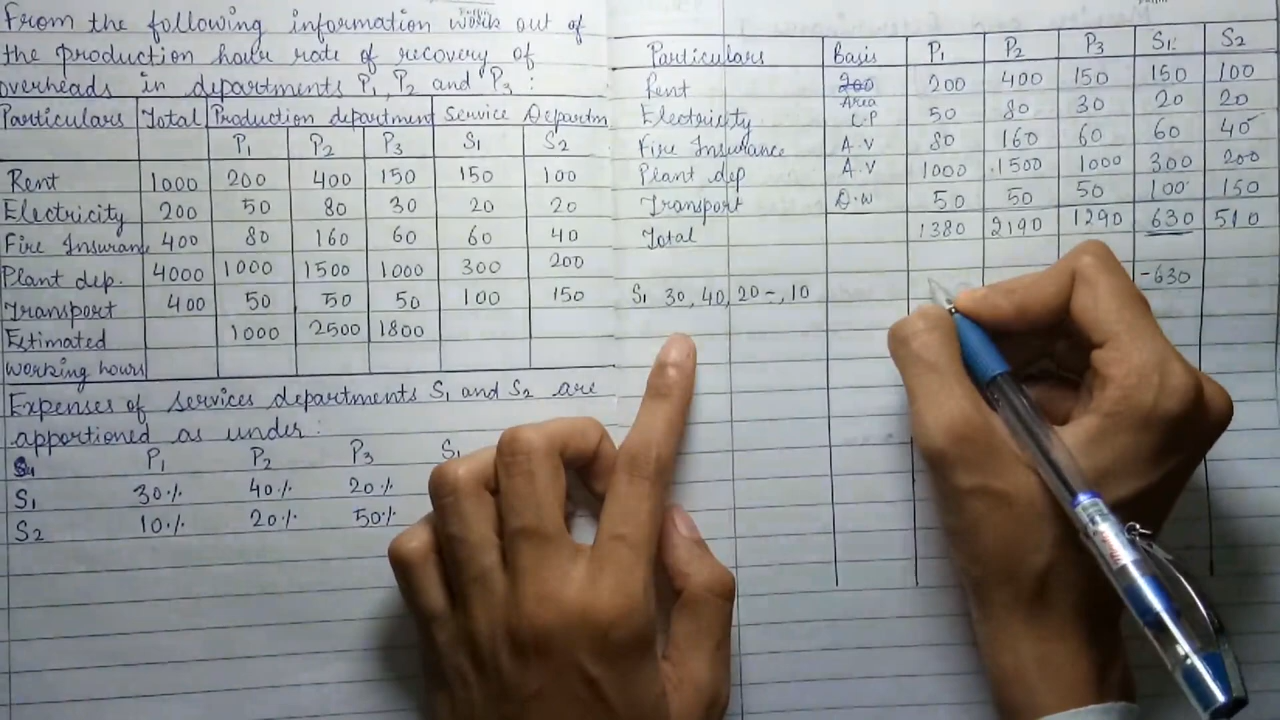 From the following information work out of
the production hour rate of recovery of
overheads in departments P1, P2 and P3 :
Particulars Total Production department Service Departm
P1 P2 P3 S1 S2
Rent 1000 200 400 150 150 100
Electricity 200 50 80 30 20 20
Fire Insuranc 400 80 160 60 60 40
Plant dep. 4000 1000 1500 1000 300 200
Transport 400 50 50 50 100 150
Estimated 1000 2500 1800
working hours
Expenses of services departments S1 and S2 are
apportioned as under :
P1 P2 P3 S1
S1 30% 40% 20%
S2 10% 20% 50%
Particulars Basis P1 P2 P3 S1 S2
Rent 200 400 150 150 100
Area
Electricity L.P 50 80 30 20 20
Fire Insurance A.V 80 160 60 60 40
Plant dep A.V 1000 1500 1000 300 200
Transport D.W 50 50 50 100 150
Total 1380 2190 1290 630 510
-630
S1 30, 40, 20 -, 10